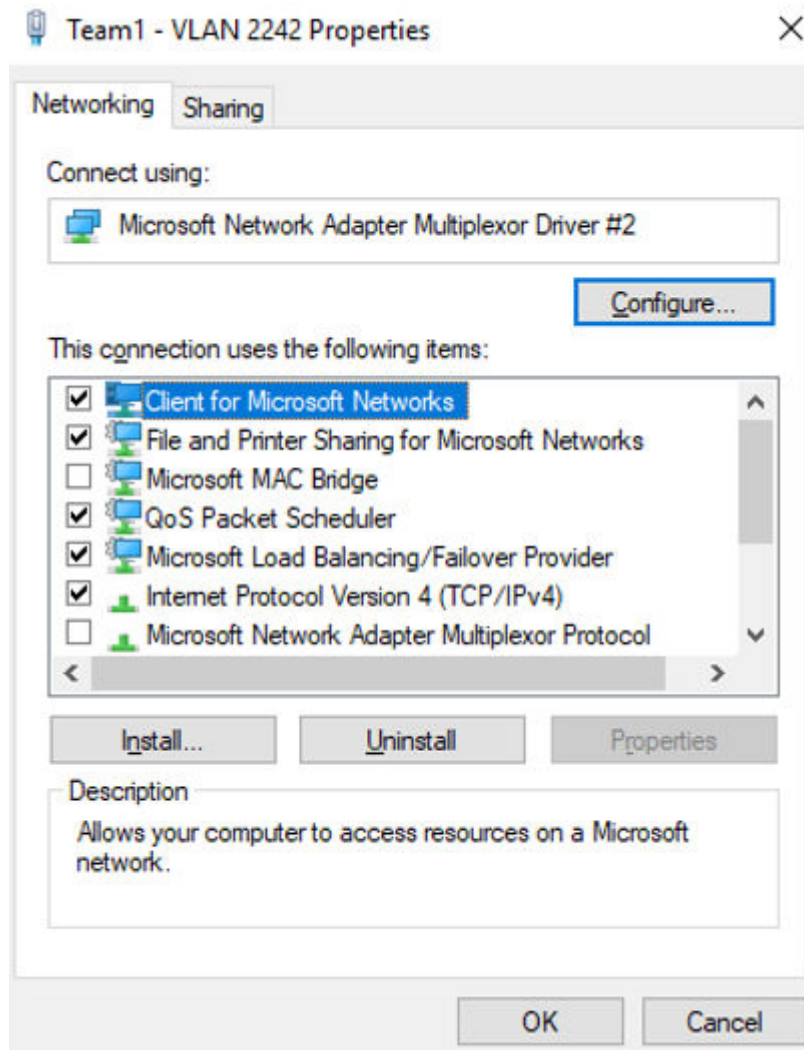 Team1 - VLAN 2242 Properties
Networking
Sharing
Connect using:
Microsoft Network Adapter Multiplexor Driver #2
Configure...
This connection uses the following items:
Client for Microsoft Networks
File and Printer Sharing for Microsoft Networks
Microsoft MAC Bridge
QoS Packet Scheduler
Microsoft Load Balancing/Failover Provider
Internet Protocol Version 4 (TCP/IPv4)
Microsoft Network Adapter Multiplexor Protocol
Install...
Uninstall
Properties
Description
Allows your computer to access resources on a Microsoft
network.
OK
Cancel